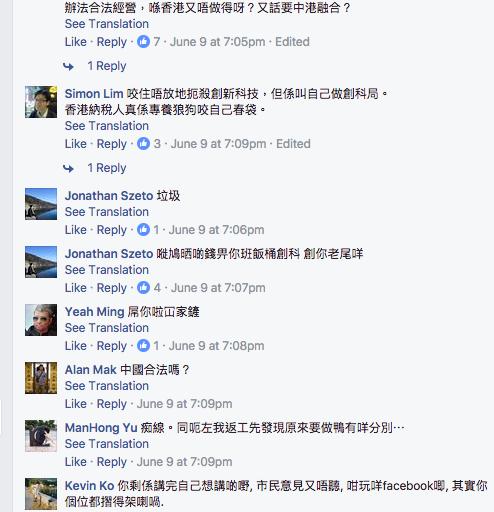 辦法合法經營，喺香港又唔做得呀？又話要中港融合？
See Translation
Like · Reply · 7 · June 9 at 7:05pm · Edited
1 Reply
Simon Lim 咬住唔放地扼殺創新科技，但係叫自己做創科局。
香港納稅人真係專養狼狗咬自己春袋。
See Translation
Like · Reply · 3 · June 9 at 7:09pm · Edited
1 Reply
Jonathan Szeto 垃圾
See Translation
Like · Reply · 1 · June 9 at 7:06pm
Jonathan Szeto 嘥鳩晒啲錢畀你班飯桶創科 創你老尾咩
See Translation
Like · Reply · 4 · June 9 at 7:07pm
Yeah Ming 屌你啦冚家鏟
See Translation
Like · Reply · 1 · June 9 at 7:08pm
Alan Mak 中國合法嗎？
See Translation
Like · Reply · June 9 at 7:09pm
ManHong Yu 痴線。同呃左我返工先發現原來要做鴨有咩分別…
See Translation
Like · Reply · June 9 at 7:09pm
Kevin Ko 你剩係講完自己想講啲嘢, 市民意見又唔聽, 咁玩咩facebook唧, 其實你
個位都摺得架喇喎.